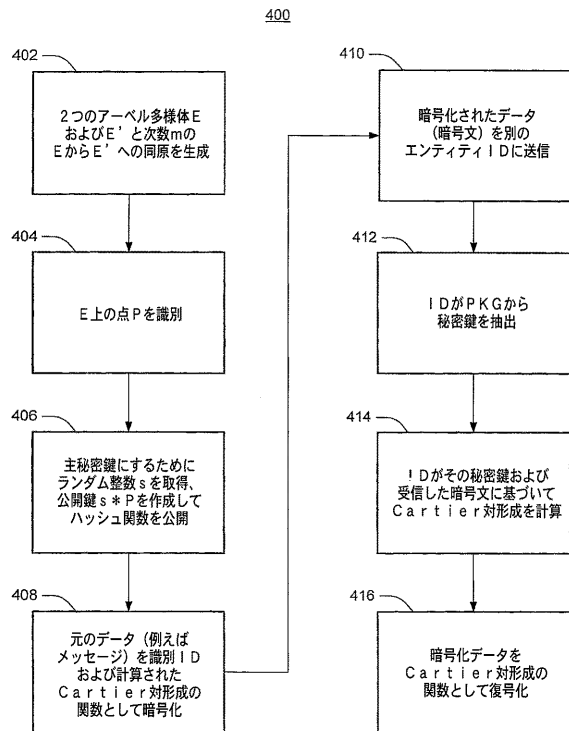 400
402
2つのアーベル多様体E
およびE'と次数mの
EからE'への同原を生成
404
E上の点Pを識別
406
主秘密鍵にするために
ランダム整数sを取得、
公開鍵s*Pを作成して
ハッシュ関数を公開
408
元のデータ(例えば
メッセージ)を識別ID
および計算された
Cartier対形成の
関数として暗号化
410
暗号化されたデータ
(暗号文)を別の
エンティティIDに送信
412
IDがPKGから
秘密鍵を抽出
414
!Dがその秘密鍵および
受信した暗号文に基づいて
Cartier対形成を計算
416
暗号化データを
Cartier対形成の
関数として復号化